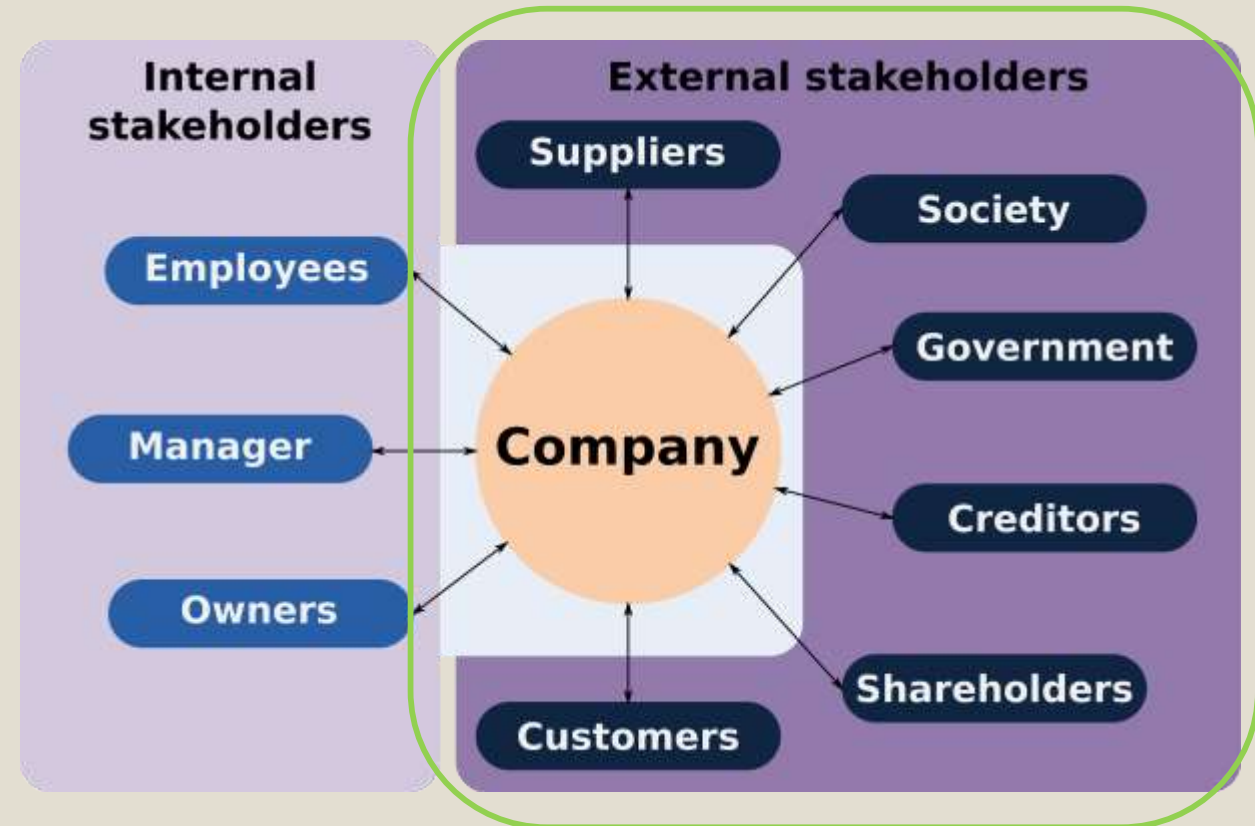 Internal
stakeholders
External stakeholders
Suppliers
Society
Employees
Government
Manager
Company
Creditors
Owners
Shareholders
Customers